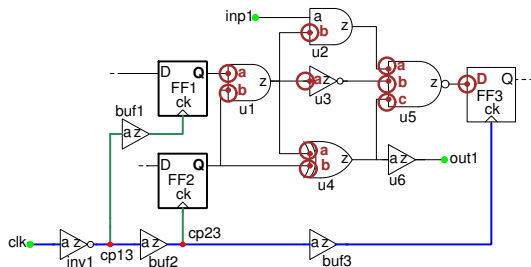 inp1
a
b
z
u2
D
Q
FF1
ck
a
b
z
u1
a
z
u3
a
b
c
z
u5
D
FF3
ck
buf1
a z
D
Q
FF2
ck
a
b
z
u4
a z
u6
out1
clk
a z
inv1
cp13
a z
buf2
cp23
a z
buf3